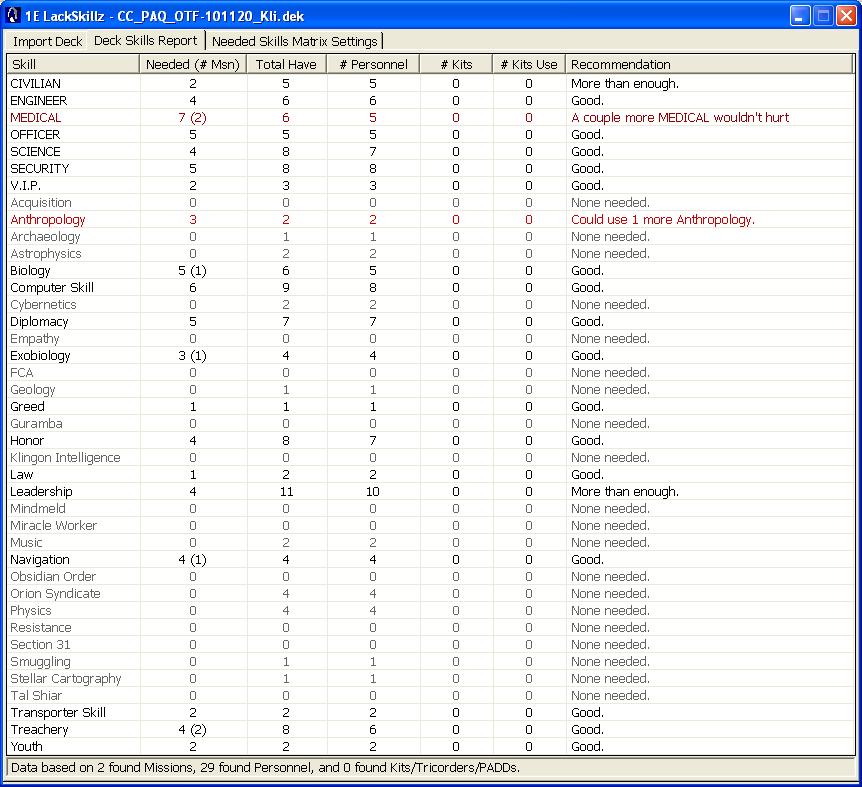 1E LackSkillz - CC_PAQ_OTF-101120_Kli.dek
Import Deck Deck Skills Report Needed Skills Matrix Settings
Skill Needed (# Msn) Total Have # Personnel # Kits # Kits Use Recommendation
CIVILIAN 2 5 5 0 0 More than enough.
ENGINEER 4 6 6 0 0 Good.
MEDICAL 7 (2) 6 5 0 0 A couple more MEDICAL wouldn't hurt
OFFICER 5 5 5 0 0 Good.
SCIENCE 4 8 7 0 0 Good.
SECURITY 5 8 8 0 0 Good.
V.I.P. 2 3 3 0 0 Good.
Acquisition 0 0 0 0 0 None needed.
Anthropology 3 2 2 0 0 Could use 1 more Anthropology.
Archaeology 0 1 1 0 0 None needed.
Astrophysics 0 2 2 0 0 None needed.
Biology 5 (1) 6 5 0 0 Good.
Computer Skill 6 9 8 0 0 Good.
Cybernetics 0 2 2 0 0 None needed.
Diplomacy 5 7 7 0 0 Good.
Empathy 0 0 0 0 0 None needed.
Exobiology 3 (1) 4 4 0 0 Good.
FCA 0 0 0 0 0 None needed.
Geology 0 1 1 0 0 None needed.
Greed 1 1 1 0 0 Good.
Guramba 0 0 0 0 0 None needed.
Honor 4 8 7 0 0 Good.
Klingon Intelligence 0 0 0 0 0 None needed.
Law 1 2 2 0 0 Good.
Leadership 4 11 10 0 0 More than enough.
Mindmeld 0 0 0 0 0 None needed.
Miracle Worker 0 0 0 0 0 None needed.
Music 0 2 2 0 0 None needed.
Navigation 4 (1) 4 4 0 0 Good.
Obsidian Order 0 0 0 0 0 None needed.
Orion Syndicate 0 4 4 0 0 None needed.
Physics 0 4 4 0 0 None needed.
Resistance 0 0 0 0 0 None needed.
Section 31 0 0 0 0 0 None needed.
Smuggling 0 1 1 0 0 None needed.
Stellar Cartography 0 1 1 0 0 None needed.
Tal Shiar 0 0 0 0 0 None needed.
Transporter Skill 2 2 2 0 0 Good.
Treachery 4 (2) 8 6 0 0 Good.
Youth 2 2 2 0 0 Good.
Data based on 2 found Missions, 29 found Personnel, and 0 found Kits/Tricorders/PADDs.